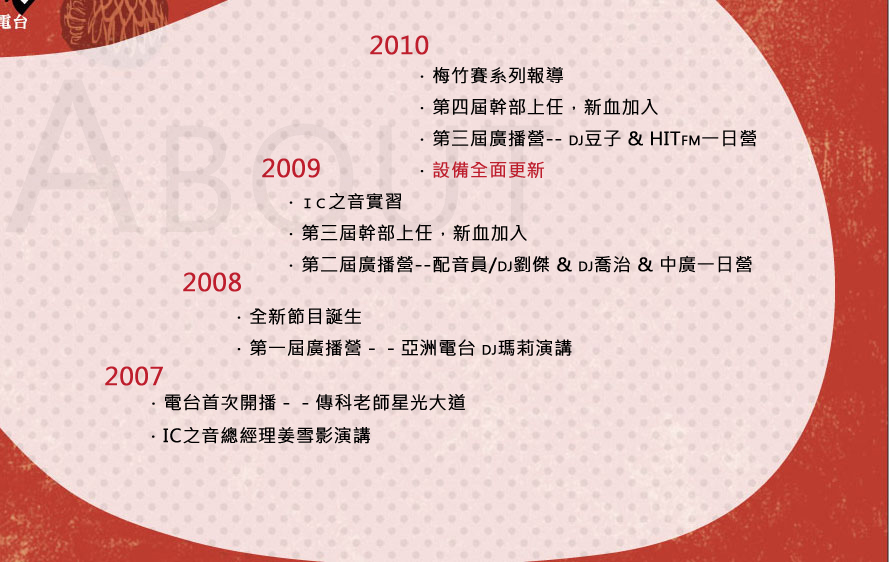 電台
ABOUT
2010
· 梅竹賽系列報導
· 第四屆幹部上任，新血加入
· 第三屆廣播營-- DJ豆子 & HITFM一日營
· 設備全面更新
2009
· ＩＣ之音實習
· 第三屆幹部上任，新血加入
· 第二屆廣播營--配音員/DJ劉傑 & DJ喬治 & 中廣一日營
2008
· 全新節目誕生
· 第一屆廣播營－－亞洲電台 DJ瑪莉演講
2007
· 電台首次開播－－傳科老師星光大道
· IC之音總經理姜雪影演講